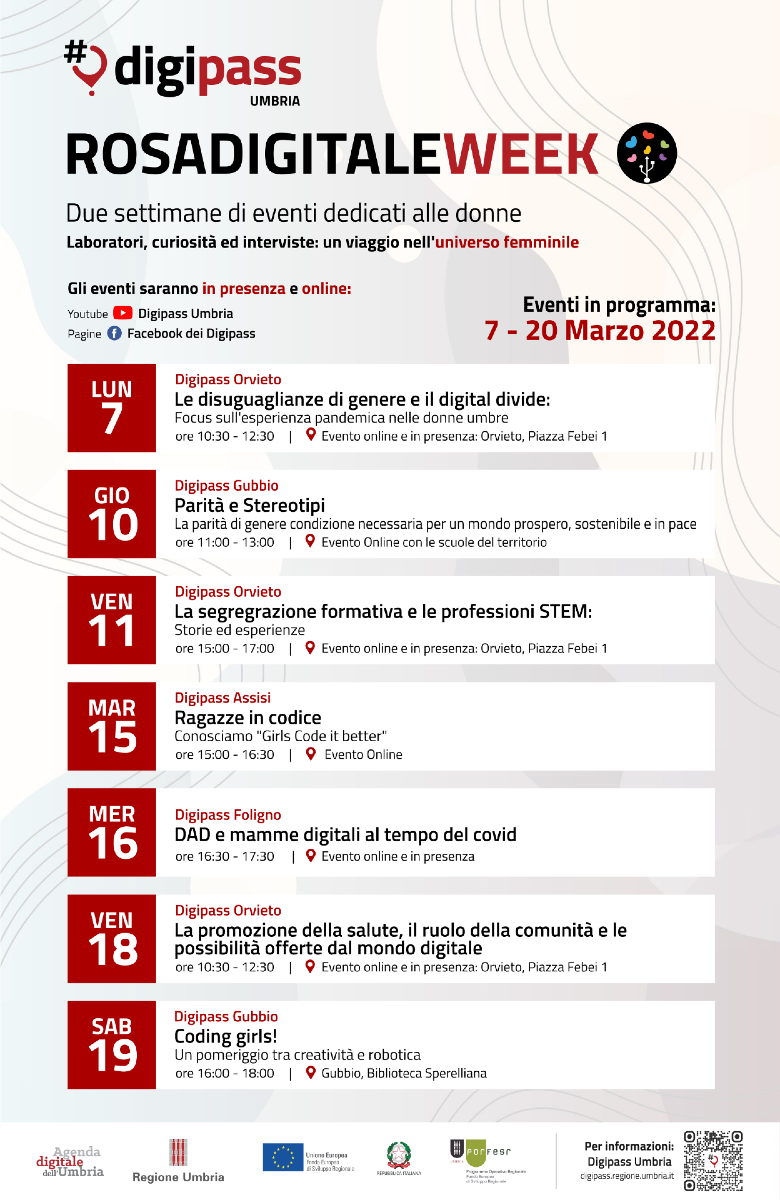 #digipass
UMBRIA
ROSADIGITALEWEEK
Due settimane di eventi dedicati alle donne
Laboratori, curiosità ed interviste: un viaggio nell'universo femminile
Gli eventi saranno in presenza e online:
Youtube Digipass Umbria
Pagine Facebook dei Digipass
Eventi in programma:
7 - 20 Marzo 2022
LUN
7
Digipass Orvieto
Le disuguaglianze di genere e il digital divide:
Focus sull'esperienza pandemica nelle donne umbre
ore 10:30 - 12:30 | Evento online e in presenza: Orvieto, Piazza Febei 1
GIO
10
Digipass Gubbio
Parità e Stereotipi
La parità di genere condizione necessaria per un mondo prospero, sostenibile e in pace
ore 11:00 - 13:00 | Evento Online con le scuole del territorio
VEN
11
Digipass Orvieto
La segregrazione formativa e le professioni STEM:
Storie ed esperienze
ore 15:00 - 17:00 | Evento online e in presenza: Orvieto, Piazza Febei 1
MAR
15
Digipass Assisi
Ragazze in codice
Conosciamo "Girls Code it better"
ore 15:00 - 16:30 | Evento Online
MER
16
Digipass Foligno
DAD e mamme digitali al tempo del covid
ore 16:30 - 17:30 | Evento online e in presenza
VEN
18
Digipass Orvieto
La promozione della salute, il ruolo della comunità e le
possibilità offerte dal mondo digitale
ore 10:30 - 12:30 | Evento online e in presenza: Orvieto, Piazza Febei 1
SAB
19
Digipass Gubbio
Coding girls!
Un pomeriggio tra creatività e robotica
ore 16:00 - 18:00 | Gubbio, Biblioteca Sperelliana
Agenda
digitale
dell'Umbria
Regione Umbria
Unione Europea
Fondo Europeo
di Sviluppo Regionale
REPUBBLICA ITALIANA
porfesr
Programma Operativo Regionale
Fondo Europeo
di Sviluppo Regionale
Per informazioni:
Digipass Umbria
digipass.regione.umbria.it